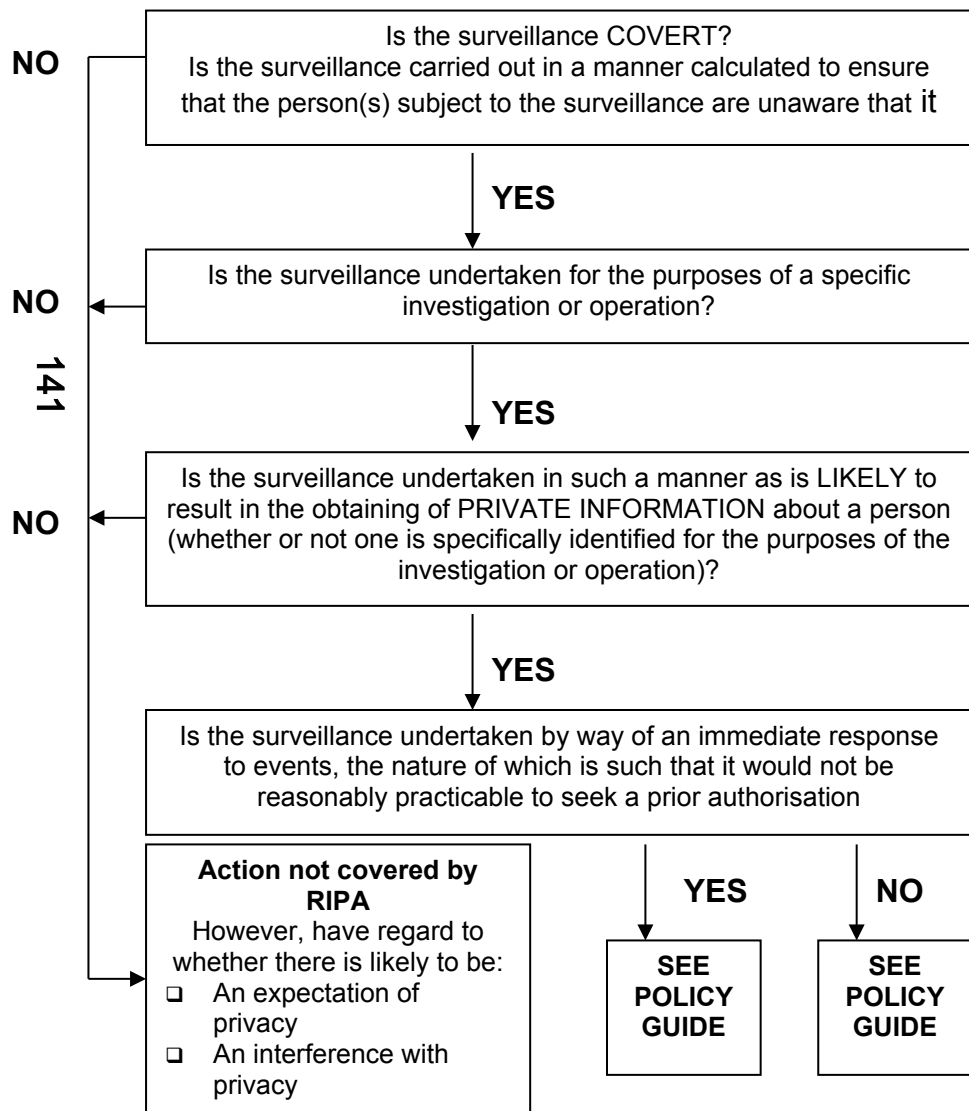 Is the surveillance COVERT?
Is the surveillance carried out in a manner calculated to ensure
that the person(s) subject to the surveillance are unaware that it
NO
YES
Is the surveillance undertaken for the purposes of a specific
investigation or operation?
NO
141
YES
Is the surveillance undertaken in such a manner as is LIKELY to
result in the obtaining of PRIVATE INFORMATION about a person
(whether or not one is specifically identified for the purposes of the
investigation or operation)?
NO
YES
Is the surveillance undertaken by way of an immediate response
to events, the nature of which is such that it would not be
reasonably practicable to seek a prior authorisation
Action not covered by
RIPA
However, have regard to
whether there is likely to be:
An expectation of
privacy
An interference with
privacy
YES
SEE
POLICY
GUIDE
NO
SEE
POLICY
GUIDE